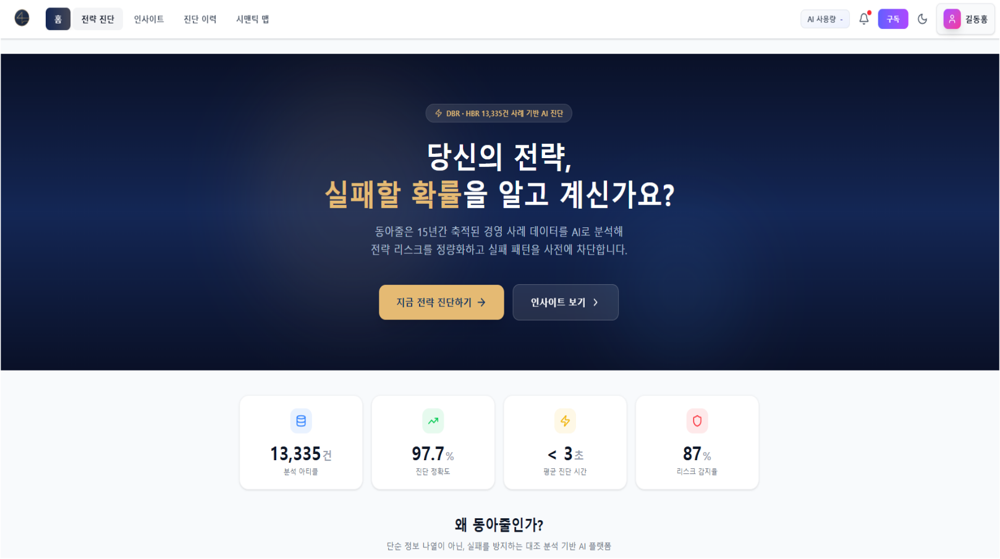 홈 전략 진단 인사이트 진단 이력 시맨틱 맵 AI 사용량 - 구독 길동홍
DBR · HBR 13,335건 사례 기반 AI 진단
당신의 전략,
실패할 확률을 알고 계신가요?
동아줄은 15년간 축적된 경영 사례 데이터를 AI로 분석해
전략 리스크를 정량화하고 실패 패턴을 사전에 차단합니다.
지금 전략 진단하기 →
인사이트 보기 >
13,335건
분석 아티클
97.7%
진단 정확도
< 3초
평균 진단 시간
87%
리스크 감지율
왜 동아줄인가?
단순 정보 나열이 아닌, 실패를 방지하는 대조 분석 기반 AI 플랫폼